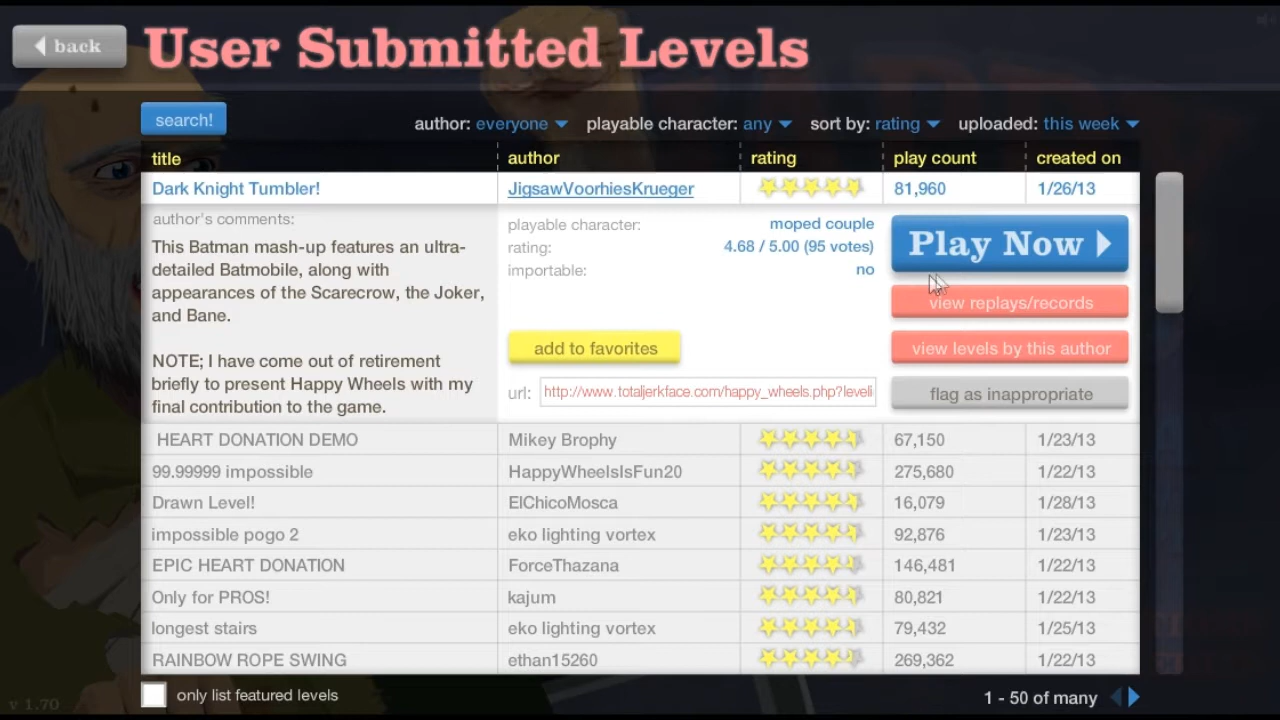 back
User Submitted Levels
search!
author: everyone playable character: any sort by: rating uploaded: this week
title author rating play count created on
Dark Knight Tumbler! JigsawVoorhiesKrueger 81,960 1/26/13
author's comments:
This Batman mash-up features an ultra-
detailed Batmobile, along with
appearances of the Scarecrow, the Joker,
and Bane.
NOTE; I have come out of retirement
briefly to present Happy Wheels with my
final contribution to the game.
playable character: moped couple
rating: 4.68 / 5.00 (95 votes)
importable: no
add to favorites
url: http://www.totaljerkface.com/happy_wheels.php?leveli
Play Now
view replays/records
view levels by this author
flag as inappropriate
HEART DONATION DEMO Mikey Brophy 67,150 1/23/13
99.99999 impossible HappyWheelsIsFun20 275,680 1/22/13
Drawn Level! ElChicoMosca 16,079 1/28/13
impossible pogo 2 eko lighting vortex 92,876 1/23/13
EPIC HEART DONATION ForceThazana 146,481 1/22/13
Only for PROS! kajum 80,821 1/22/13
longest stairs eko lighting vortex 79,432 1/25/13
RAINBOW ROPE SWING ethan15260 269,362 1/22/13
only list featured levels
1 - 50 of many
v 1.70